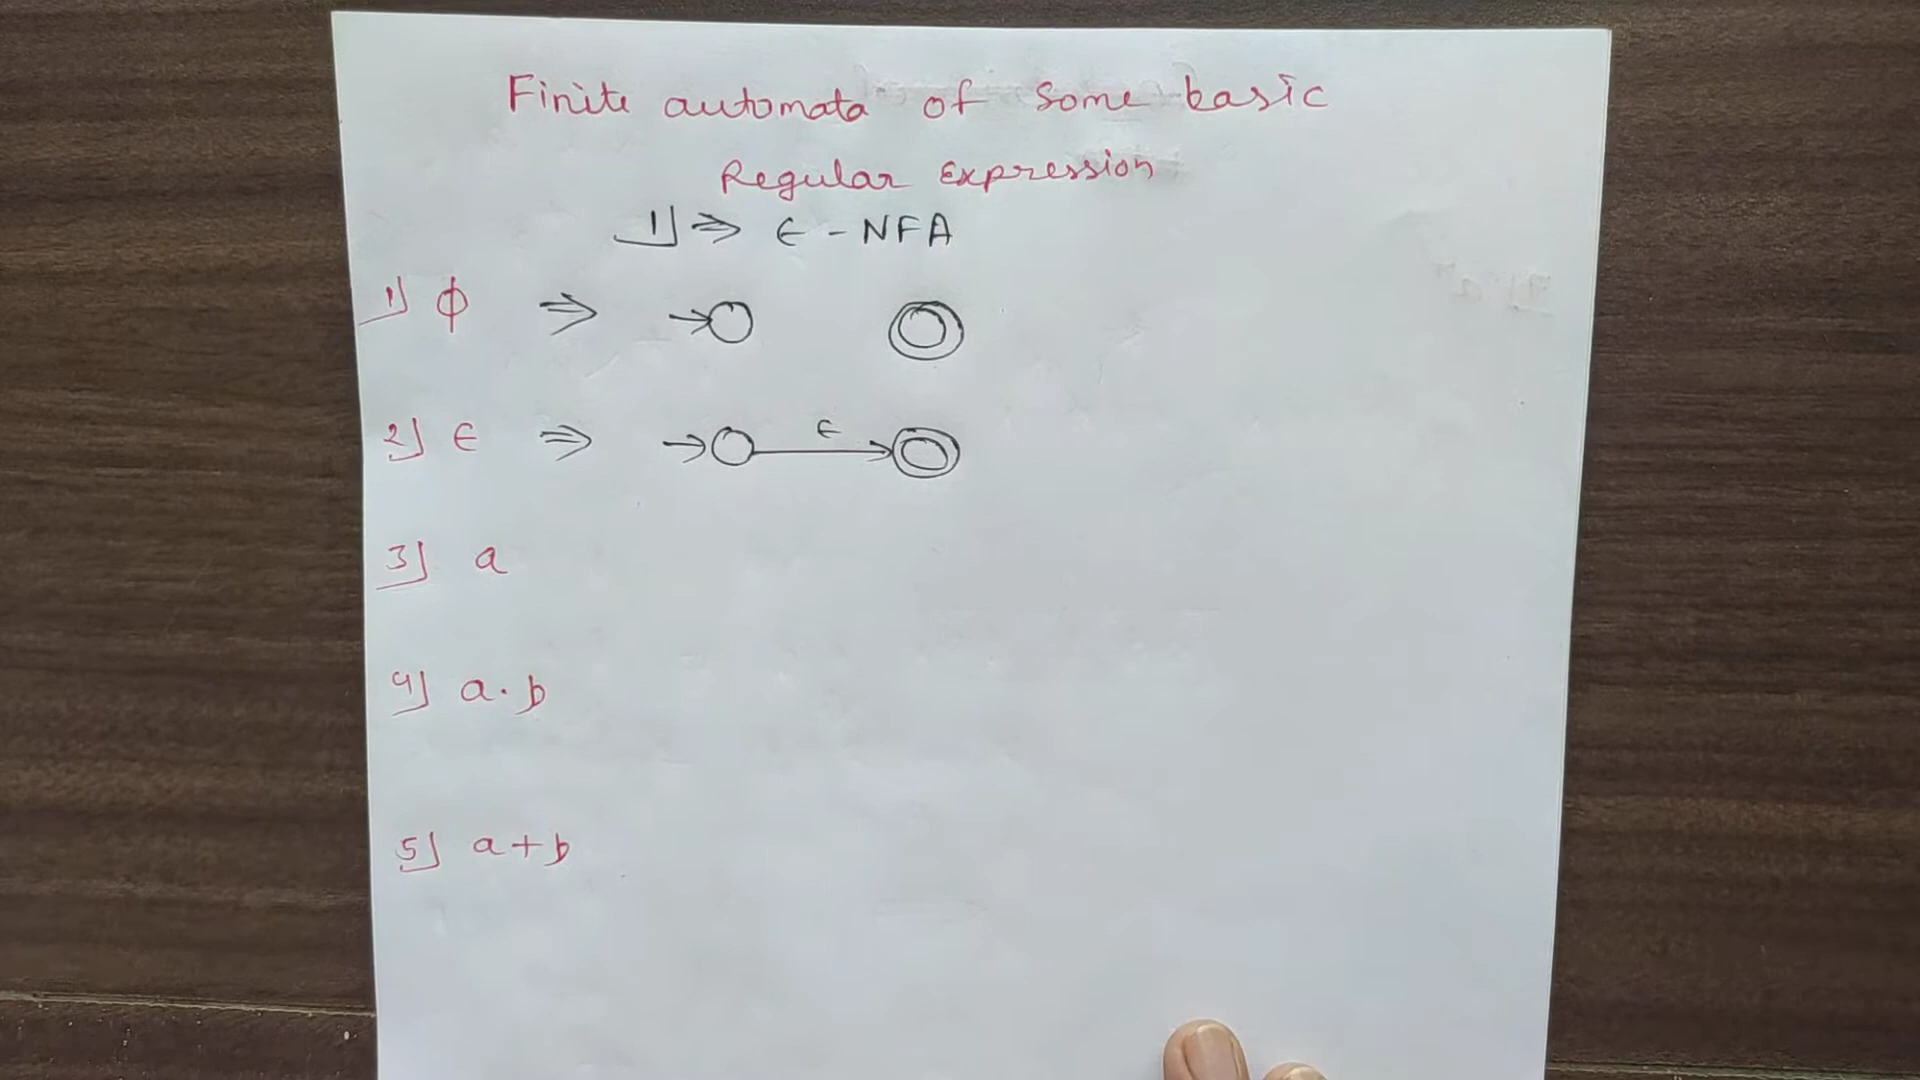 Finite automata of some basic
Regular Expression
1) ⇒ ε - NFA
1) ϕ ⇒
2) ε ⇒ ε
3) a
4) a . b
5) a + b